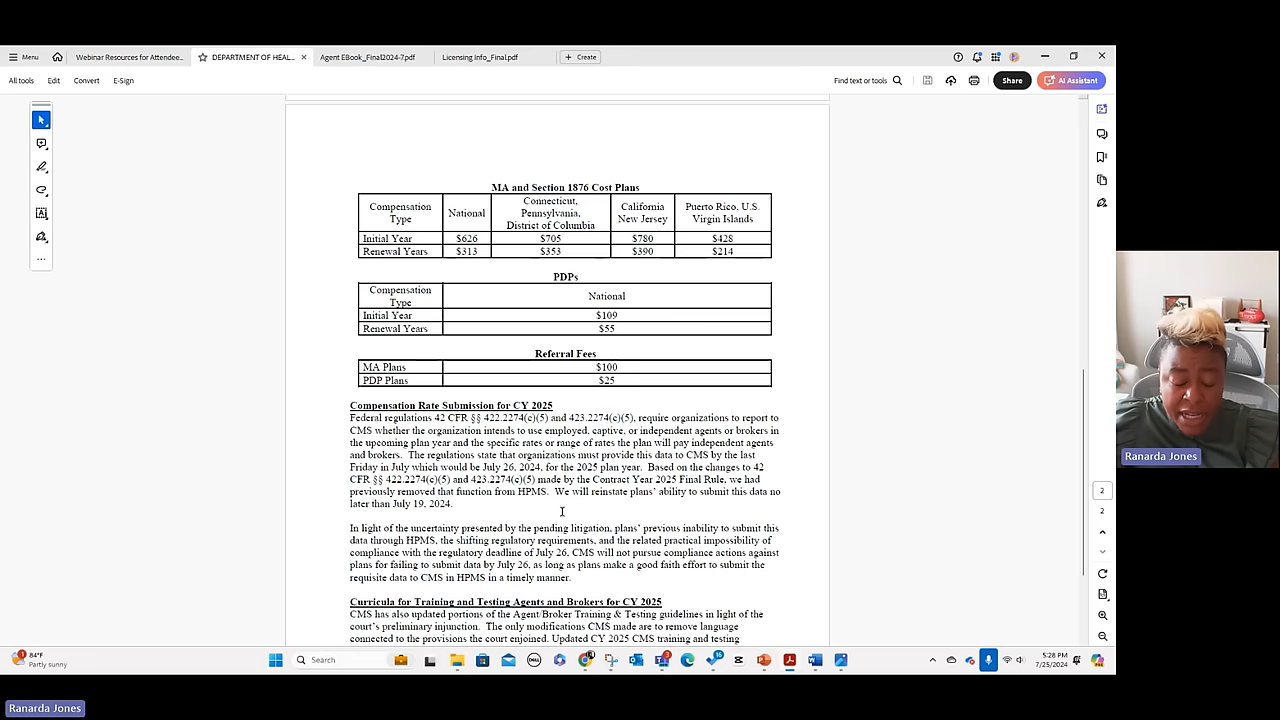 Menu
Webinar Resources for Attendee...
DEPARTMENT OF HEAL...
Agent EBook_Final2024-7.pdf
Licensing Info_Final.pdf
+ Create
All tools
Edit
Convert
E-Sign
Find text or tools
Share
AI Assistant
MA and Section 1876 Cost Plans
Compensation Type
National
Connecticut, Pennsylvania, District of Columbia
California New Jersey
Puerto Rico, U.S. Virgin Islands
Initial Year $626 $705 $780 $428
Renewal Years $313 $353 $390 $214
PDPs
Compensation Type
National
Initial Year $109
Renewal Years $55
Referral Fees
MA Plans $100
PDP Plans $25
Compensation Rate Submission for CY 2025
Federal regulations 42 CFR §§ 422.2274(c)(5) and 423.2274(c)(5), require organizations to report to
CMS whether the organization intends to use employed, captive, or independent agents or brokers in
the upcoming plan year and the specific rates or range of rates the plan will pay independent agents
and brokers. The regulations state that organizations must provide this data to CMS by the last
Friday in July which would be July 26, 2024, for the 2025 plan year. Based on the changes to 42
CFR §§ 422.2274(c)(5) and 423.2274(c)(5) made by the Contract Year 2025 Final Rule, we had
previously removed that function from HPMS. We will reinstate plans' ability to submit this data no
later than July 19, 2024.
In light of the uncertainty presented by the pending litigation, plans' previous inability to submit this
data through HPMS, the shifting regulatory requirements, and the related practical impossibility of
compliance with the regulatory deadline of July 26, CMS will not pursue compliance actions against
plans for failing to submit data by July 26, as long as plans make a good faith effort to submit the
requisite data to CMS in HPMS in a timely manner.
Curricula for Training and Testing Agents and Brokers for CY 2025
CMS has also updated portions of the Agent/Broker Training & Testing guidelines in light of the
court's preliminary injunction. The only modifications CMS made are to remove language
connected to the provisions the court enjoined. Updated CY 2025 CMS training and testing
2
2
Ranarda Jones
84°F
Partly sunny
Search
5:28 PM
7/25/2024
Ranarda Jones